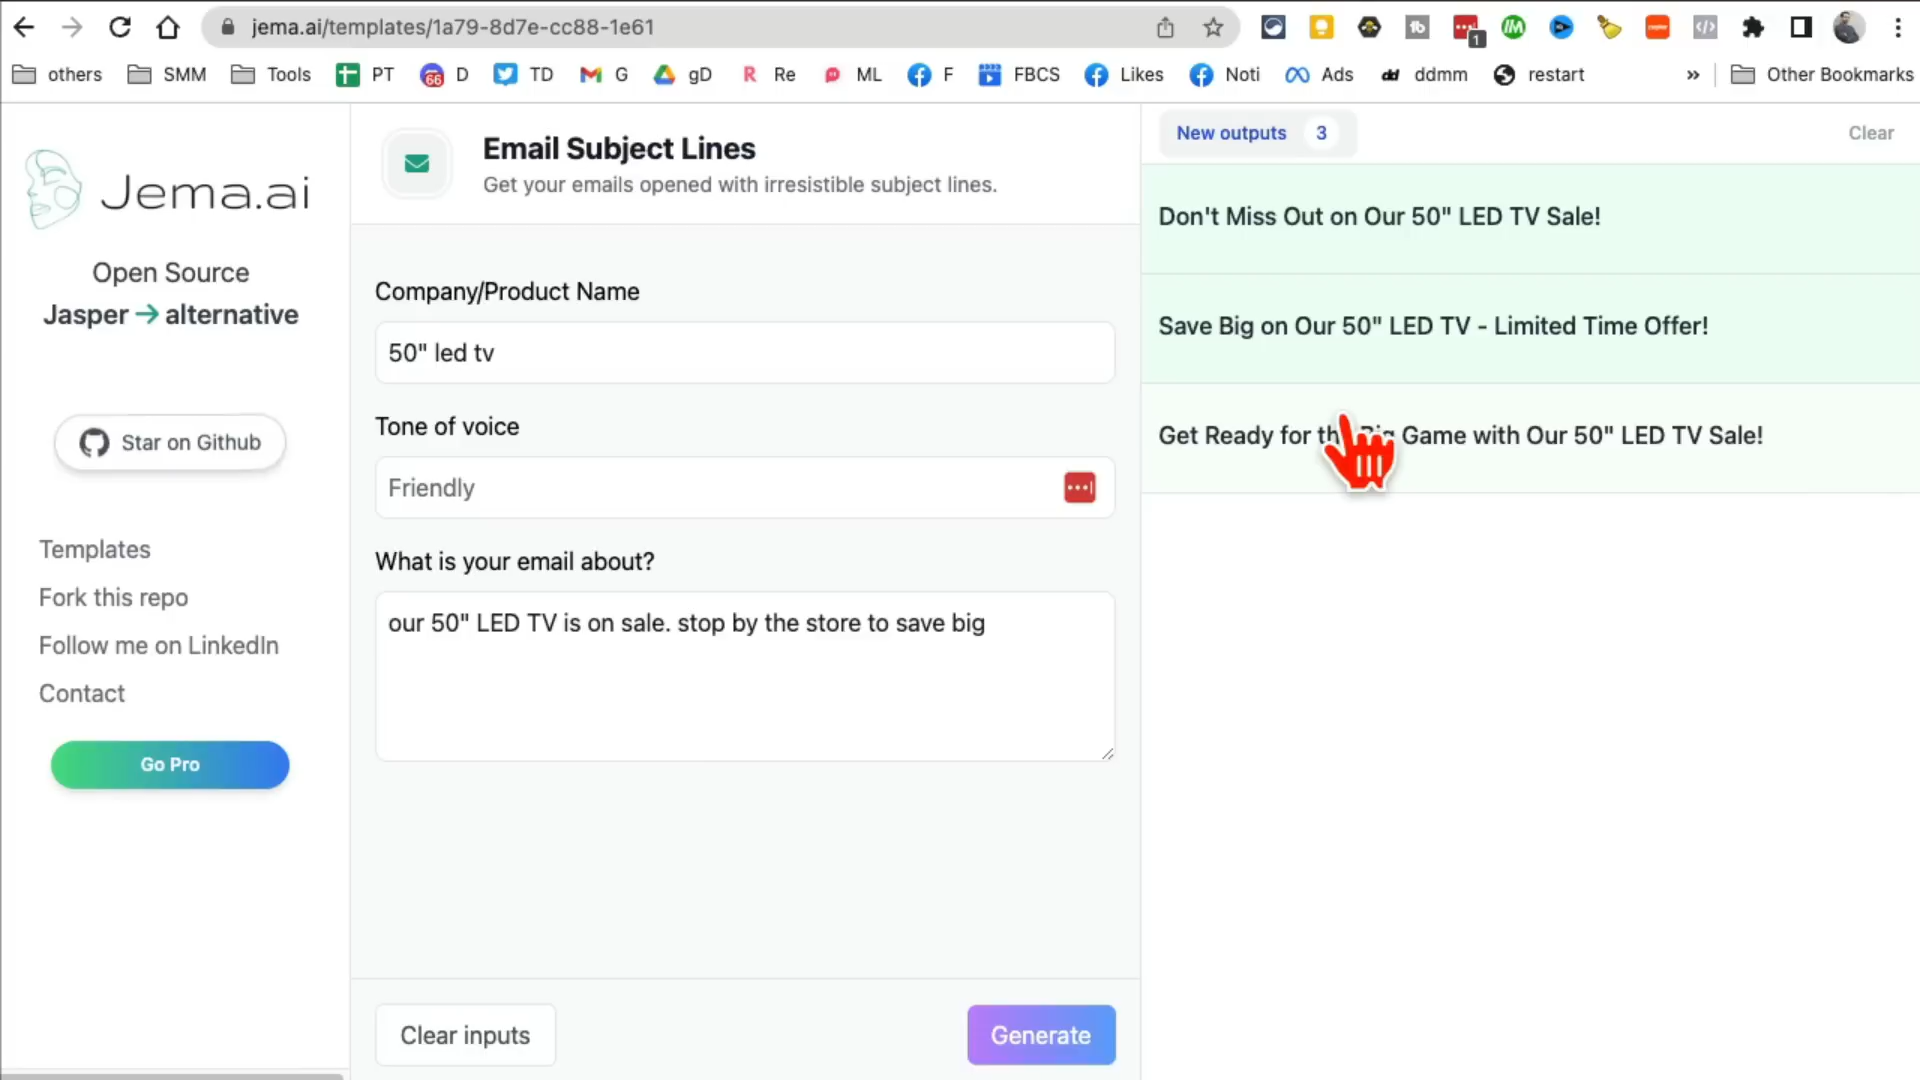 jema.ai/templates/1a79-8d7e-cc88-1e61
1
others SMM Tools PT 66 D TD G gD R Re ML F FBCS Likes Noti Ads dd ddmm restart » Other Bookmarks
Jema.ai
Open Source
Jasper → alternative
Star on Github
Templates
Fork this repo
Follow me on LinkedIn
Contact
Go Pro
Email Subject Lines
Get your emails opened with irresistible subject lines.
Company/Product Name
50" led tv
Tone of voice
Friendly
What is your email about?
our 50" LED TV is on sale. stop by the store to save big
Clear inputs
Generate
New outputs 3
Clear
Don't Miss Out on Our 50" LED TV Sale!
Save Big on Our 50" LED TV - Limited Time Offer!
Get Ready for the Big Game with Our 50" LED TV Sale!